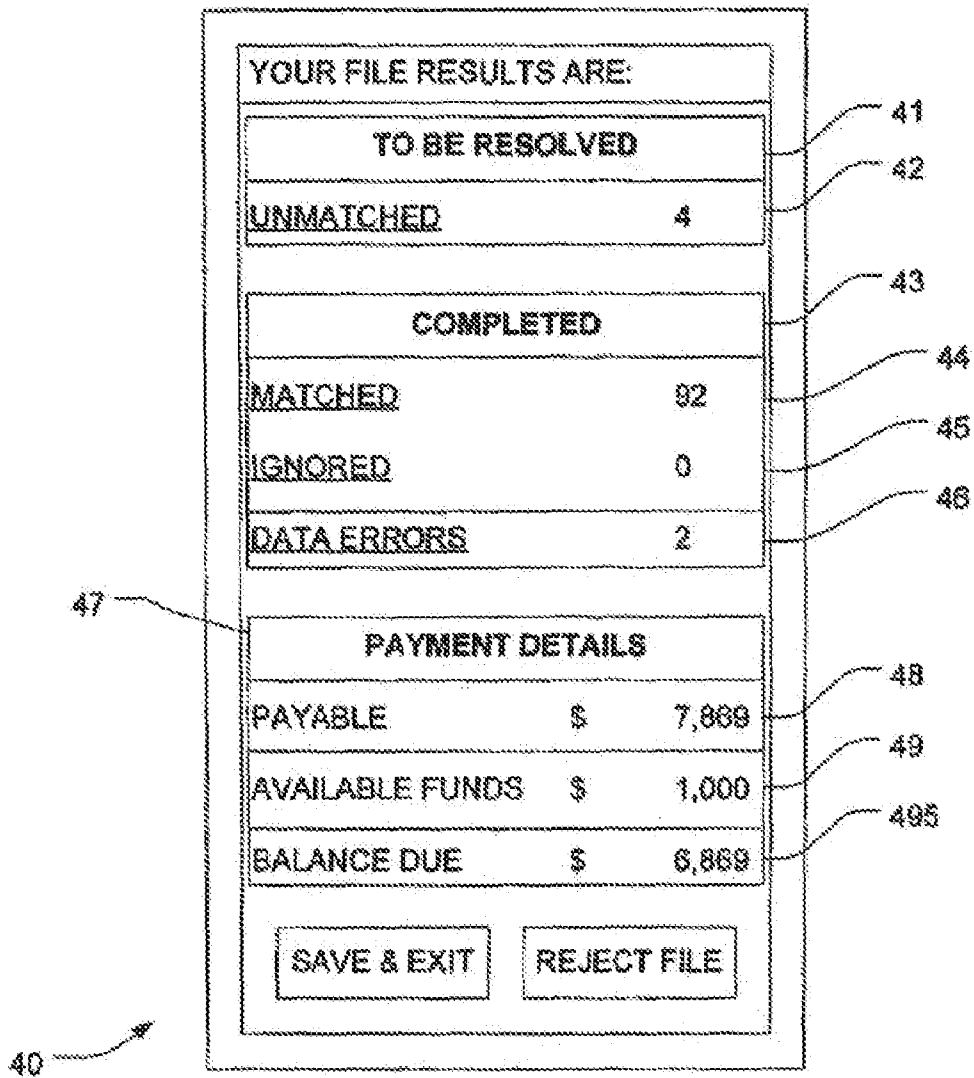 YOUR FILE RESULTS ARE:
41
TO BE RESOLVED
42
UNMATCHED 4
43
COMPLETED
44
MATCHED 92
45
IGNORED 0
46
DATA ERRORS 2
47
PAYMENT DETAILS
48
PAYABLE $ 7,869
49
AVAILABLE FUNDS $ 1,000
495
BALANCE DUE $ 6,869
SAVE & EXIT REJECT FILE
40